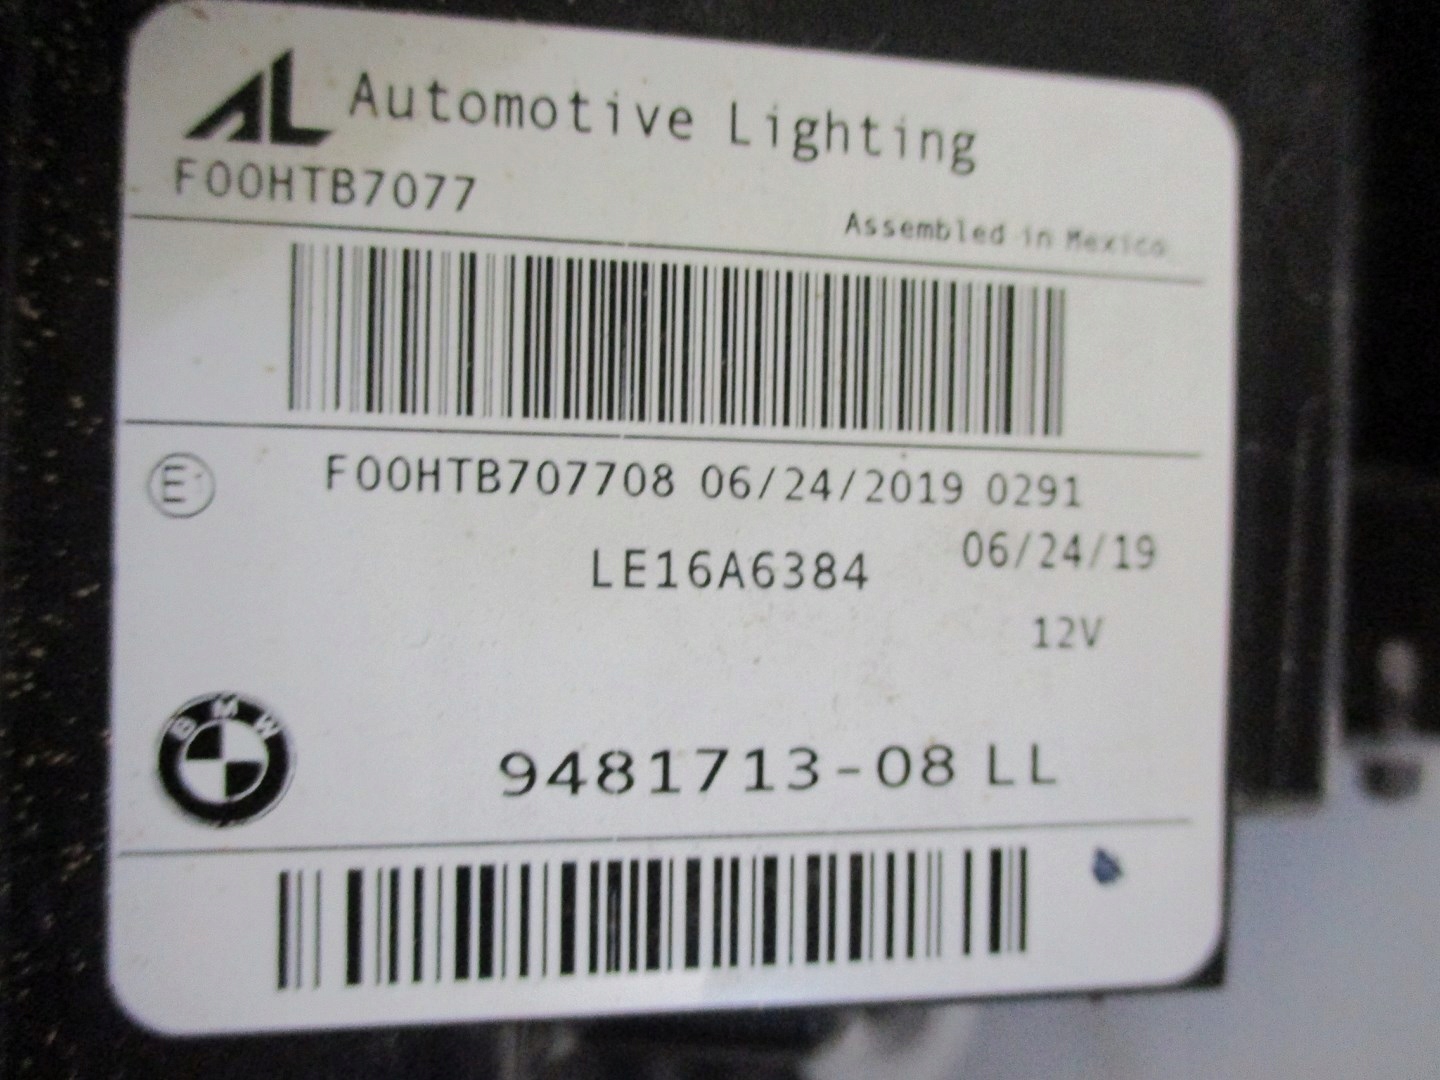 AL Automotive Lighting
F00HTB7077
Assembled in Mexico
E1
F00HTB707708 06/24/2019 0291
LE16A6384 06/24/19
12V
BMW
9481713-08 LL